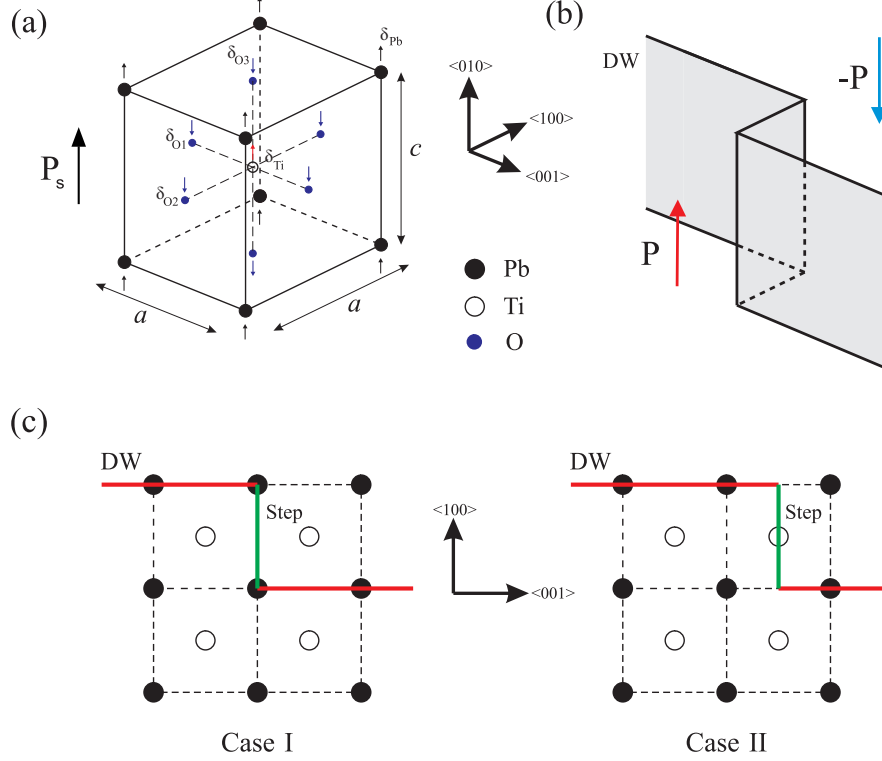 (a)
δPb
δO3
δO1
δTi
Ps
δO2
c
a
a
<010>
<100>
<001>
Pb
Ti
O
(b)
DW
-P
P
(c)
DW
Step
Case I
<100>
<001>
DW
Step
Case II